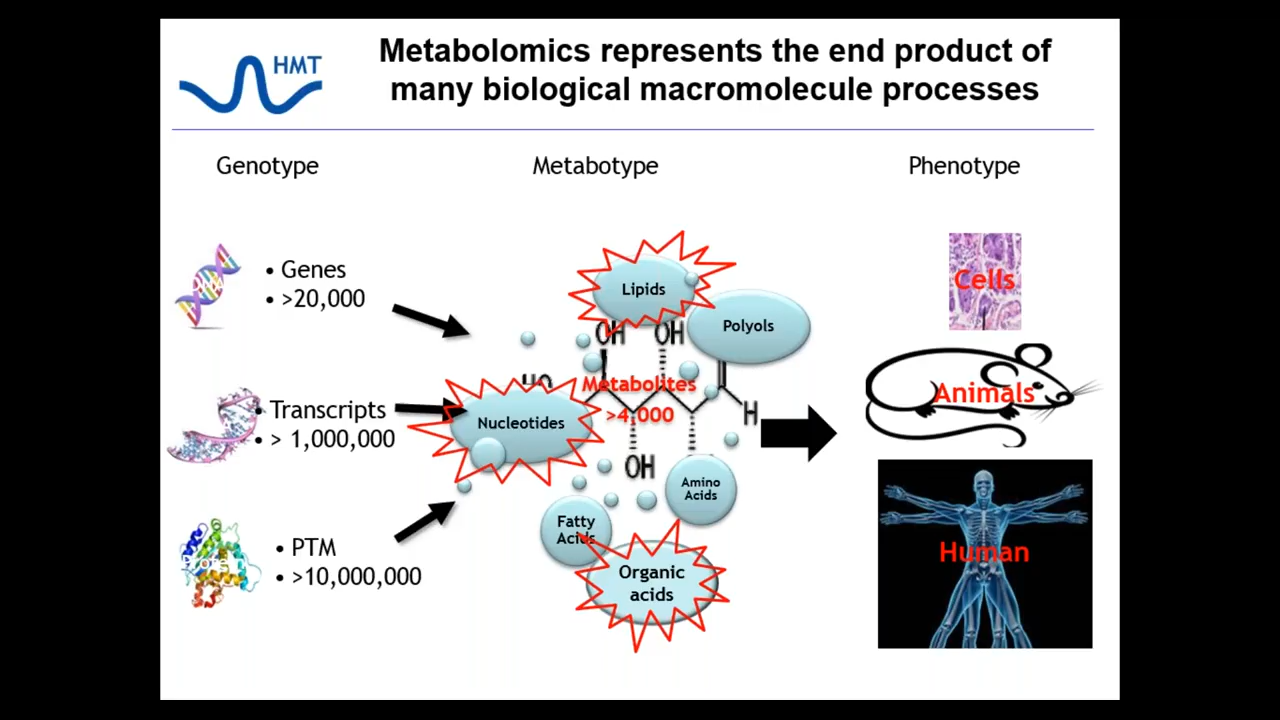 HMT
Metabolomics represents the end product of
many biological macromolecule processes
Genotype
Metabotype
Phenotype
• Genes
• >20,000
• Transcripts
• > 1,000,000
• PTM
• >10,000,000
Lipids
Polyols
OH
OH
HO
Metabolites
>4,000
Nucleotides
H
OH
Amino
Acids
Fatty
Acids
Organic
acids
Cells
Animals
Human